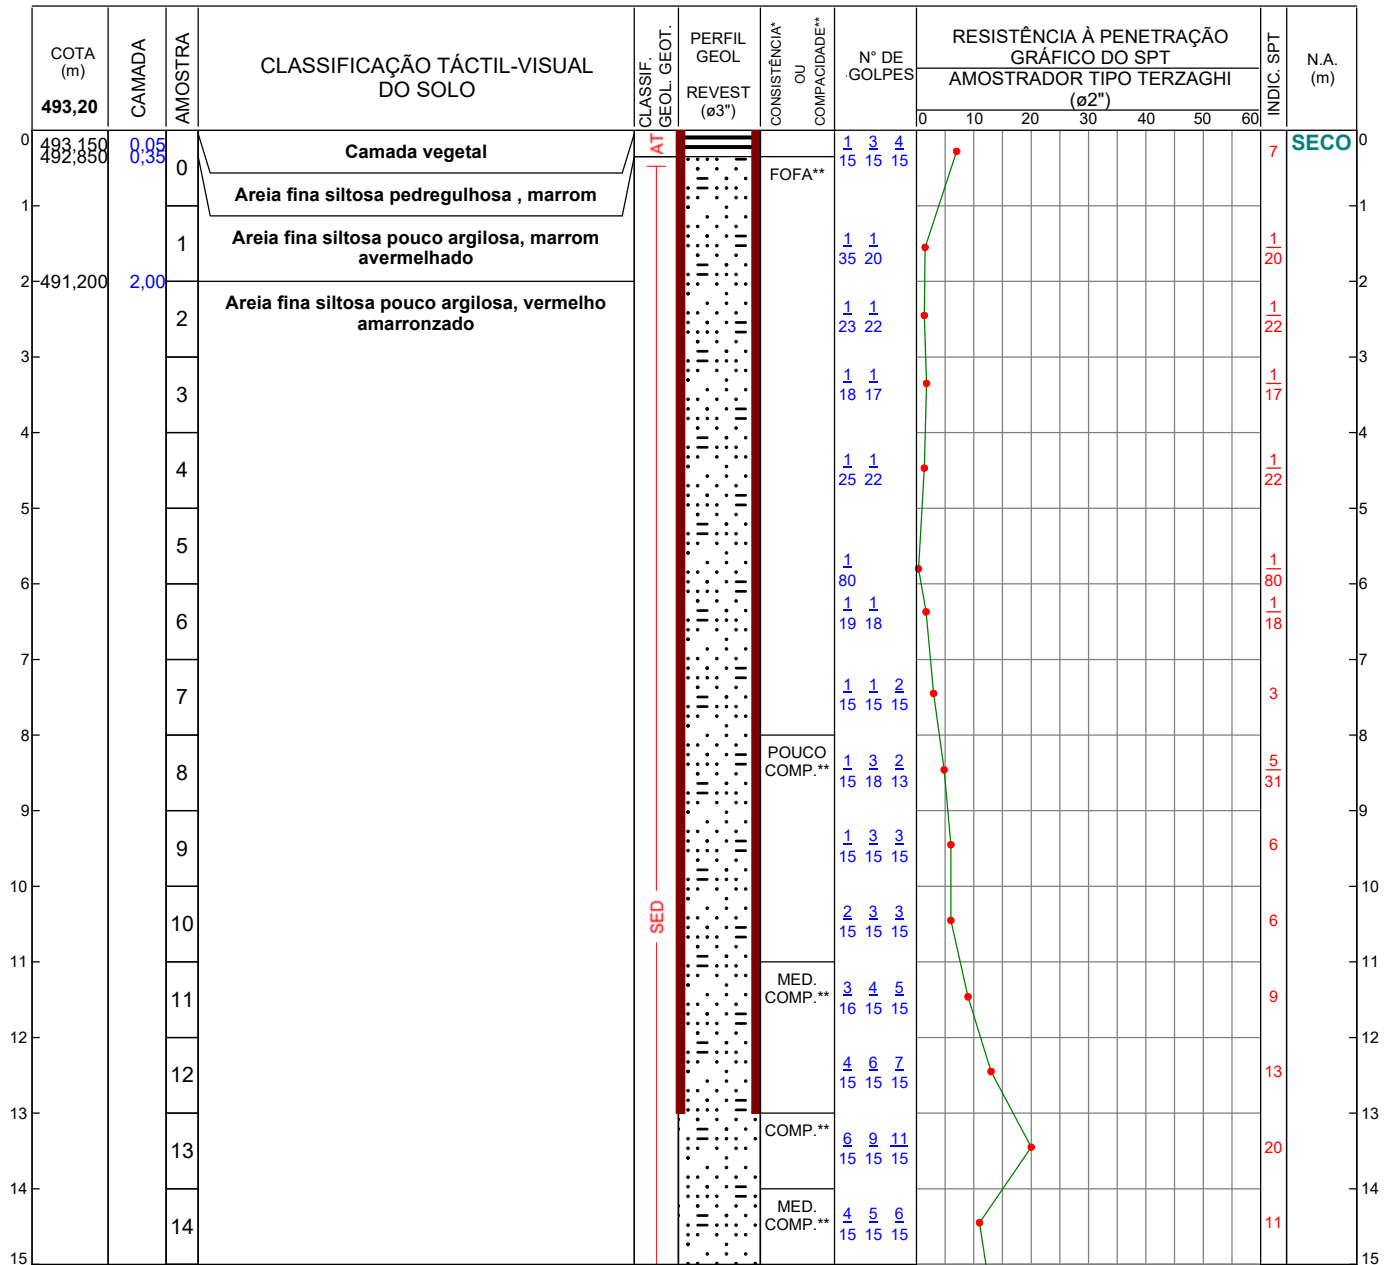 COTA
(m)
493,20
CAMADA
AMOSTRA
CLASSIFICAÇÃO TÁCTIL-VISUAL
DO SOLO
CLASSIF.
GEOL. GEOT.
PERFIL
GEOL
REVEST
(ø3")
CONSISTÊNCIA*
OU
COMPACIDADE**
N° DE
GOLPES
RESISTÊNCIA À PENETRAÇÃO
GRÁFICO DO SPT
AMOSTRADOR TIPO TERZAGHI
(ø2")
0 10 20 30 40 50 60
INDIC. SPT
N.A.
(m)
0 493,150 0,05 Camada vegetal AT 1 3 4 SECO 0
492,850 0,35 15 15 15 7
0 FOFA**
Areia fina siltosa pedregulhosa , marrom
1 1
1 Areia fina siltosa pouco argilosa, marrom 1 1 1
avermelhado 35 20 20
2 491,200 2,00 2
Areia fina siltosa pouco argilosa, vermelho
2 amarronzado 1 1 1
23 22 22
3 3
3 1 1 1
18 17 17
4 4
4 1 1 1
25 22 22
5 5
5 1 1
80 80
6 6
6 1 1 1
19 18 18
7 7
7 1 1 2 3
15 15 15
8 8
POUCO
COMP.**
8 1 3 2 5
15 18 13 31
9 9
9 1 3 3 6
15 15 15
10 10
SED
10 2 3 3 6
15 15 15
11 11
MED.
COMP.**
11 3 4 5 9
16 15 15
12 12
12 4 6 7 13
15 15 15
13 13
COMP.**
13 6 9 11 20
15 15 15
14 14
MED.
COMP.**
14 4 5 6 11
15 15 15
15 15